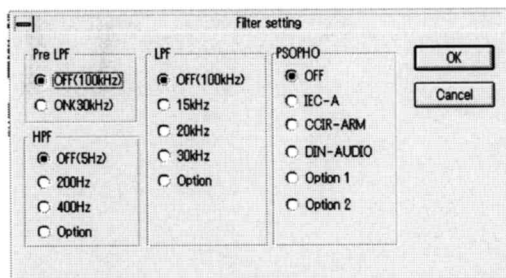 Filter setting
Pre LPF
OFF(100kHz)
ON(30kHz)
HPF
OFF(5Hz)
200Hz
400Hz
Option
LPF
OFF(100kHz)
15kHz
20kHz
30kHz
Option
PSOPHO
OFF
IEC-A
CCIR-ARM
DIN-AUDIO
Option 1
Option 2
OK
Cancel